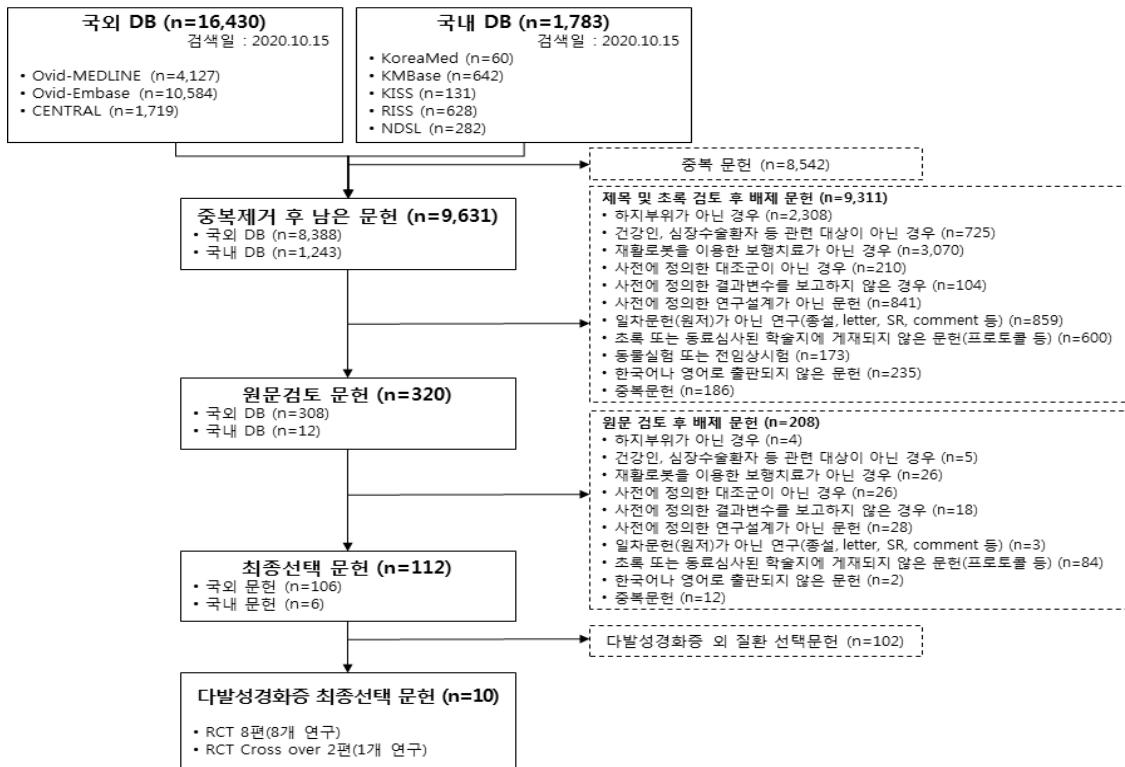 국외 DB (n=16,430)
검색일 : 2020.10.15
• Ovid-MEDLINE (n=4,127)
• Ovid-Embase (n=10,584)
• CENTRAL (n=1,719)
국내 DB (n=1,783)
검색일 : 2020.10.15
• KoreaMed (n=60)
• KMBase (n=642)
• KISS (n=131)
• RISS (n=628)
• NDSL (n=282)
중복 문헌 (n=8,542)
중복제거 후 남은 문헌 (n=9,631)
• 국외 DB (n=8,388)
• 국내 DB (n=1,243)
제목 및 초록 검토 후 배제 문헌 (n=9,311)
• 하지부위가 아닌 경우 (n=2,308)
• 건강인, 심장수술환자 등 관련 대상이 아닌 경우 (n=725)
• 재활로봇을 이용한 보행치료가 아닌 경우 (n=3,070)
• 사전에 정의한 대조군이 아닌 경우 (n=210)
• 사전에 정의한 결과변수를 보고하지 않은 경우 (n=104)
• 사전에 정의한 연구설계가 아닌 문헌 (n=841)
• 일차문헌(원저)가 아닌 연구(종설, letter, SR, comment 등) (n=859)
• 초록 또는 동료심사된 학술지에 게재되지 않은 문헌(프로토콜 등) (n=600)
• 동물실험 또는 전임상시험 (n=173)
• 한국어나 영어로 출판되지 않은 문헌 (n=235)
• 중복문헌 (n=186)
원문검토 문헌 (n=320)
• 국외 DB (n=308)
• 국내 DB (n=12)
원문 검토 후 배제 문헌 (n=208)
• 하지부위가 아닌 경우 (n=4)
• 건강인, 심장수술환자 등 관련 대상이 아닌 경우 (n=5)
• 재활로봇을 이용한 보행치료가 아닌 경우 (n=26)
• 사전에 정의한 대조군이 아닌 경우 (n=26)
• 사전에 정의한 결과변수를 보고하지 않은 경우 (n=18)
• 사전에 정의한 연구설계가 아닌 문헌 (n=28)
• 일차문헌(원저)가 아닌 연구(종설, letter, SR, comment 등) (n=3)
• 초록 또는 동료심사된 학술지에 게재되지 않은 문헌(프로토콜 등) (n=84)
• 한국어나 영어로 출판되지 않은 문헌 (n=2)
• 중복문헌 (n=12)
최종선택 문헌 (n=112)
• 국외 문헌 (n=106)
• 국내 문헌 (n=6)
다발성경화증 외 질환 선택문헌 (n=102)
다발성경화증 최종선택 문헌 (n=10)
• RCT 8편(8개 연구)
• RCT Cross over 2편(1개 연구)